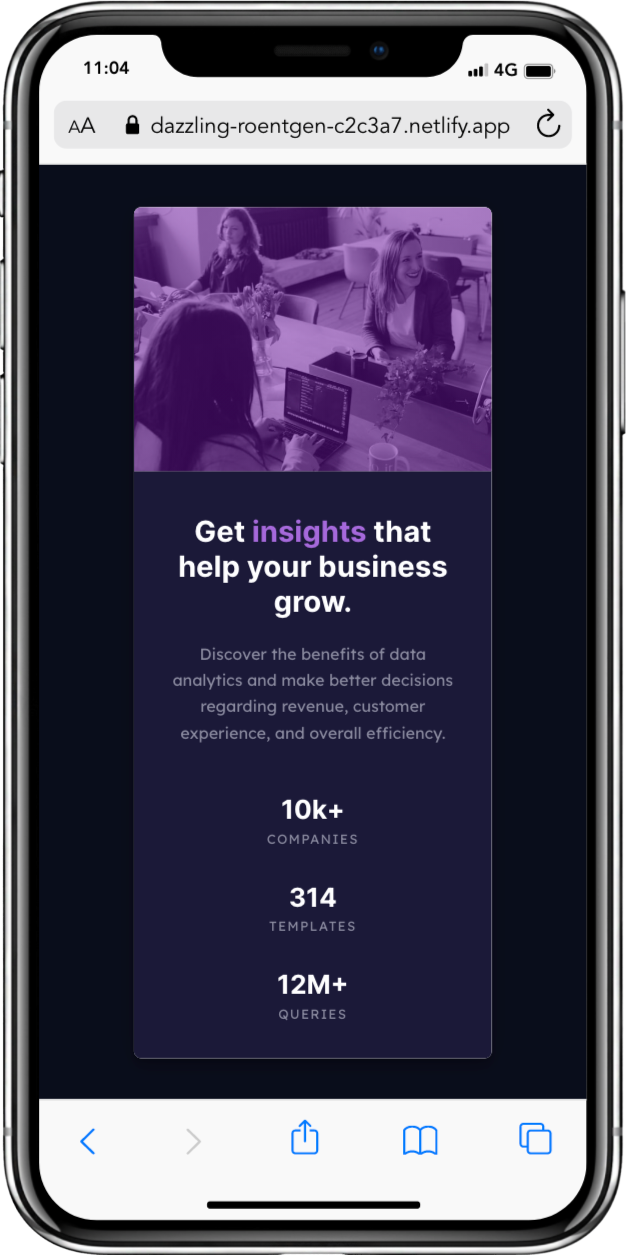 11:04 4G
AA dazzling-roentgen-c2c3a7.netlify.app
Get insights that
help your business
grow.
Discover the benefits of data
analytics and make better decisions
regarding revenue, customer
experience, and overall efficiency.
10k+
COMPANIES
314
TEMPLATES
12M+
QUERIES